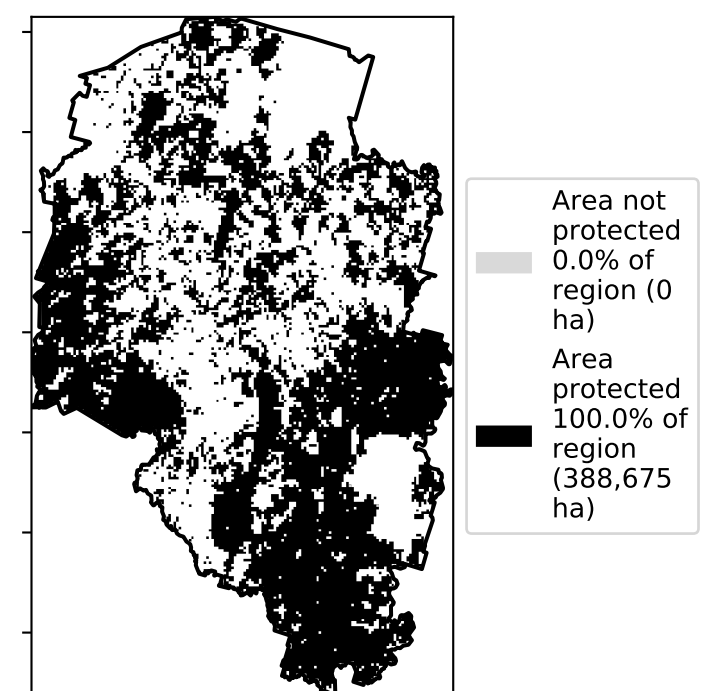 Area not
protected
0.0% of
region (0
ha)
Area
protected
100.0% of
region
(388,675
ha)